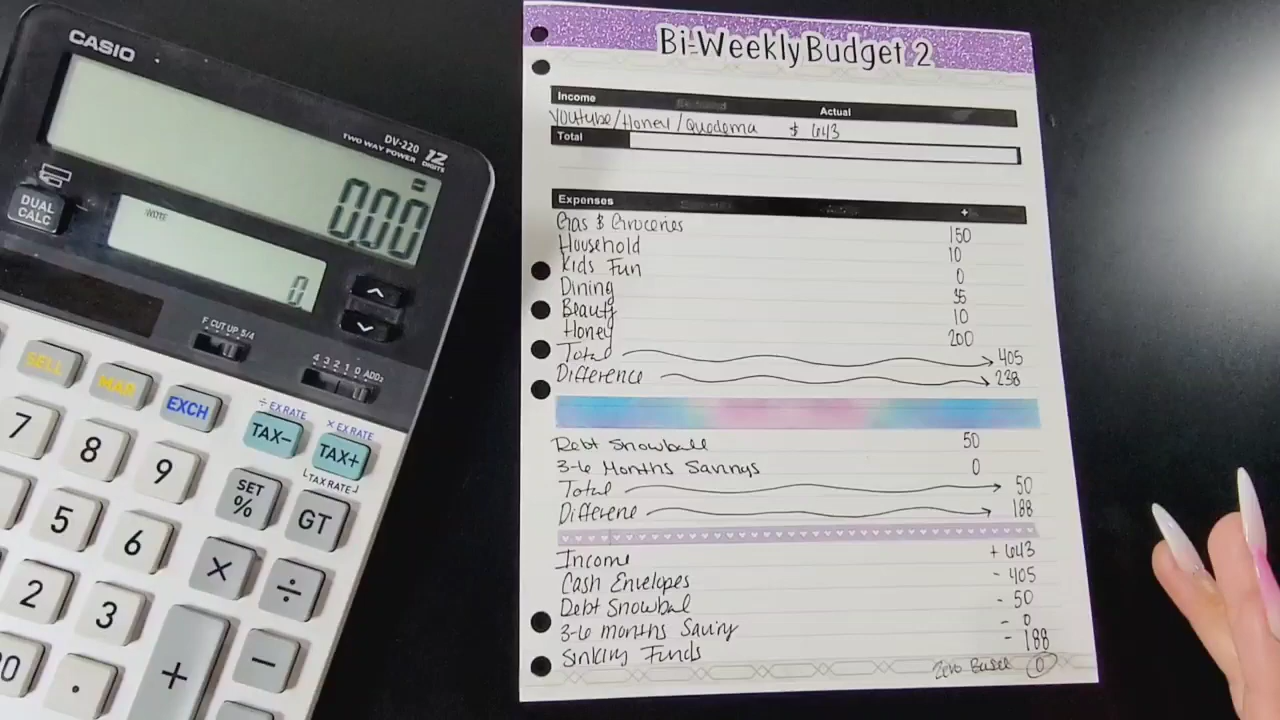 CASIO
DV-220
TWO WAY POWER
12 DIGITS
DUAL CALC
0.00
0
F CUT UP 5/4
4 3 2 1 0 ADD2
SELL
MAR
EXCH
÷ EX RATE
TAX-
× EX RATE
TAX+
TAX RATE
7
8
9
SET %
GT
5
6
×
÷
2
3
+
−
.
Bi-Weekly Budget 2
Income Actual
Youtube/Honey/Quadema $ 643
Total
Expenses +
Gas & Groceries 150
Household 10
Kids Fun 0
Dining 35
Beauty 10
Honey 200
Total 405
Difference 238
Debt Snowball 50
3-6 Months Savings 0
Total 50
Differene 188
Income + 643
Cash Envelopes - 405
Debt Snowbal - 50
3-6 months Saving - 0
Sinking Funds - 188
Zero Based 0